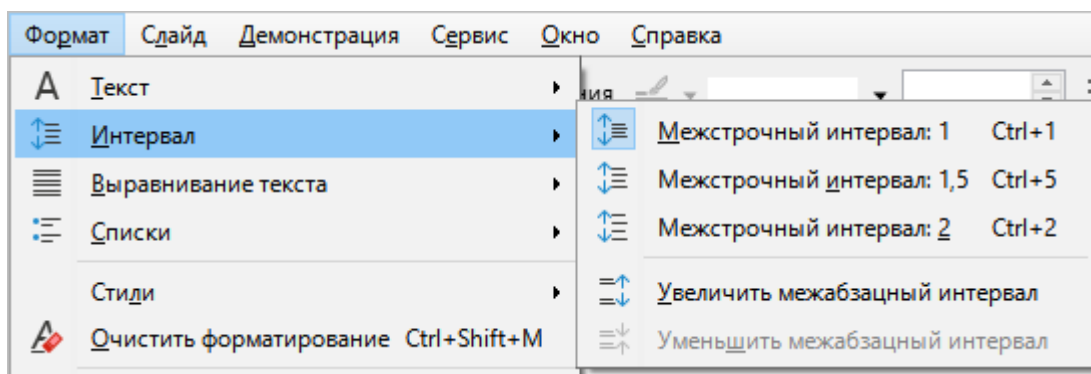 Формат Слайд Демонстрация Сервис Окно Справка
Текст
Интервал
Выравнивание текста
Списки
Стили
Очистить форматирование Ctrl+Shift+M
Межстрочный интервал: 1 Ctrl+1
Межстрочный интервал: 1,5 Ctrl+5
Межстрочный интервал: 2 Ctrl+2
Увеличить межабзацный интервал
Уменьшить межабзацный интервал